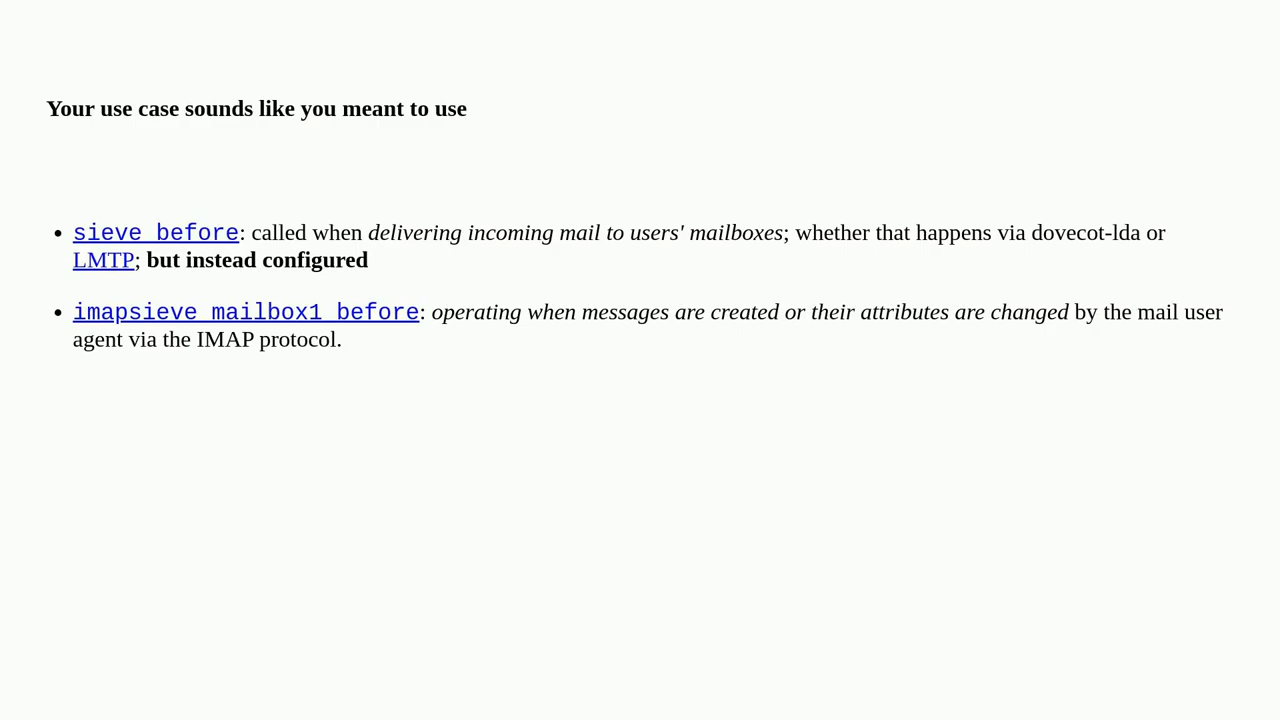 Your use case sounds like you meant to use
• sieve_before: called when delivering incoming mail to users' mailboxes; whether that happens via dovecot-lda or
LMTP; but instead configured
• imapsieve_mailbox1_before: operating when messages are created or their attributes are changed by the mail user
agent via the IMAP protocol.